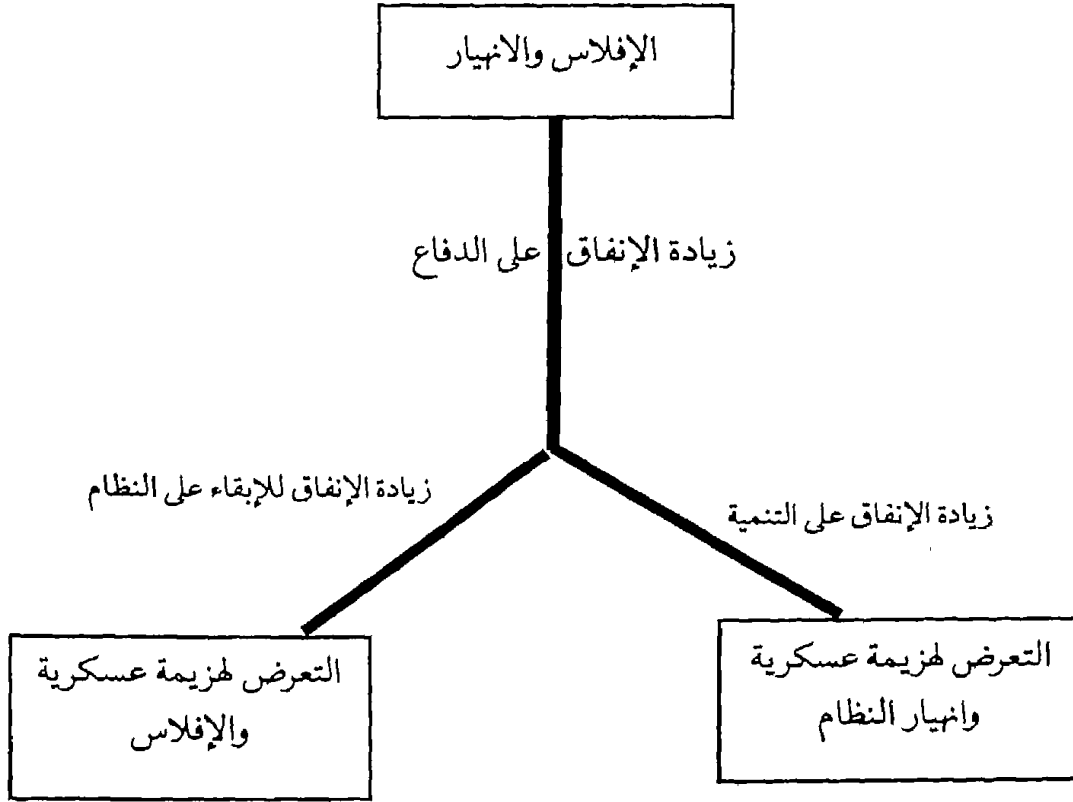 الإفلاس والانهيار
زيادة الإنفاق على الدفاع
زيادة الإنفاق على التنمية
زيادة الإنفاق للإبقاء على النظام
التعرض لهزيمة عسكرية
وانهيار النظام
التعرض لهزيمة عسكرية
والإفلاس